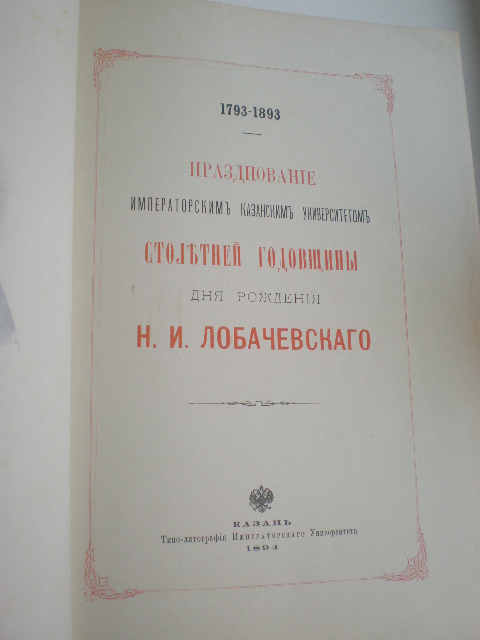 1793-1893
ПРАЗДНОВАНІЕ
ИМПЕРАТОРСКИМЪ КАЗАНСКИМЪ УНИВЕРСИТЕТОМЪ
СТОЛѢТНЕЙ ГОДОВЩИНЫ
ДНЯ РОЖДЕНІЯ
Н. И. ЛОБАЧЕВСКАГО
КАЗАНЬ
Типо-литографія Императорскаго Университета
1894